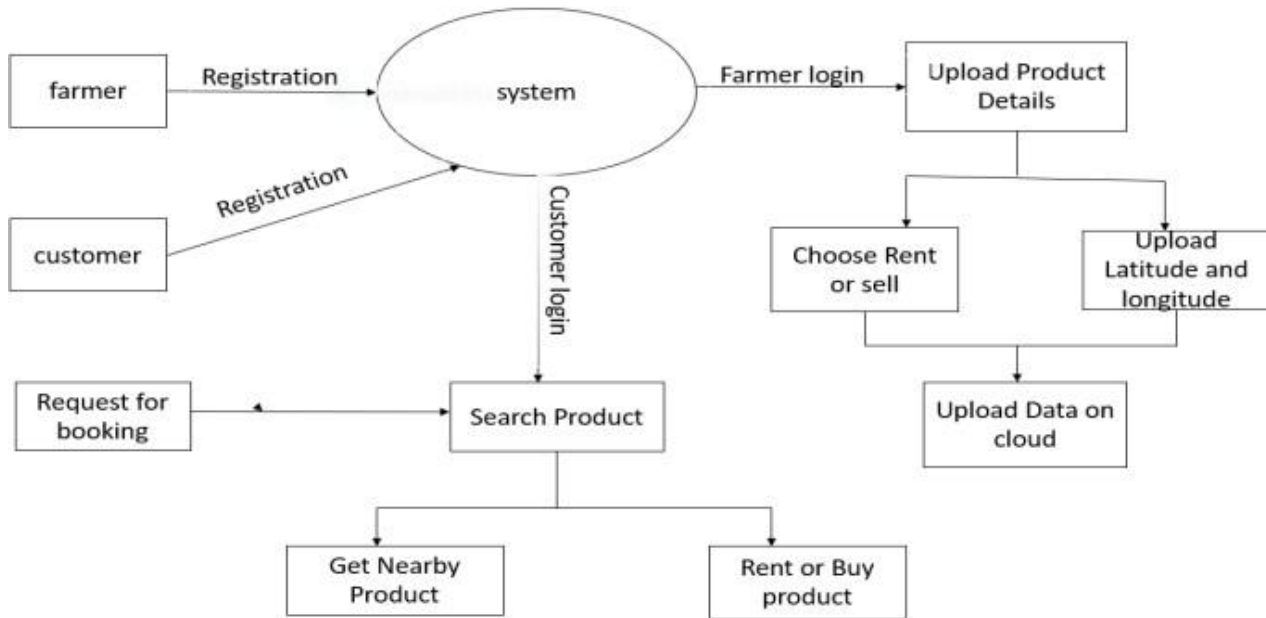 farmer
Registration
system
Farmer login
Upload Product
Details
customer
Registration
Customer login
Choose Rent
or sell
Upload
Latitude and
longitude
Request for
booking
Search Product
Upload Data on
cloud
Get Nearby
Product
Rent or Buy
product